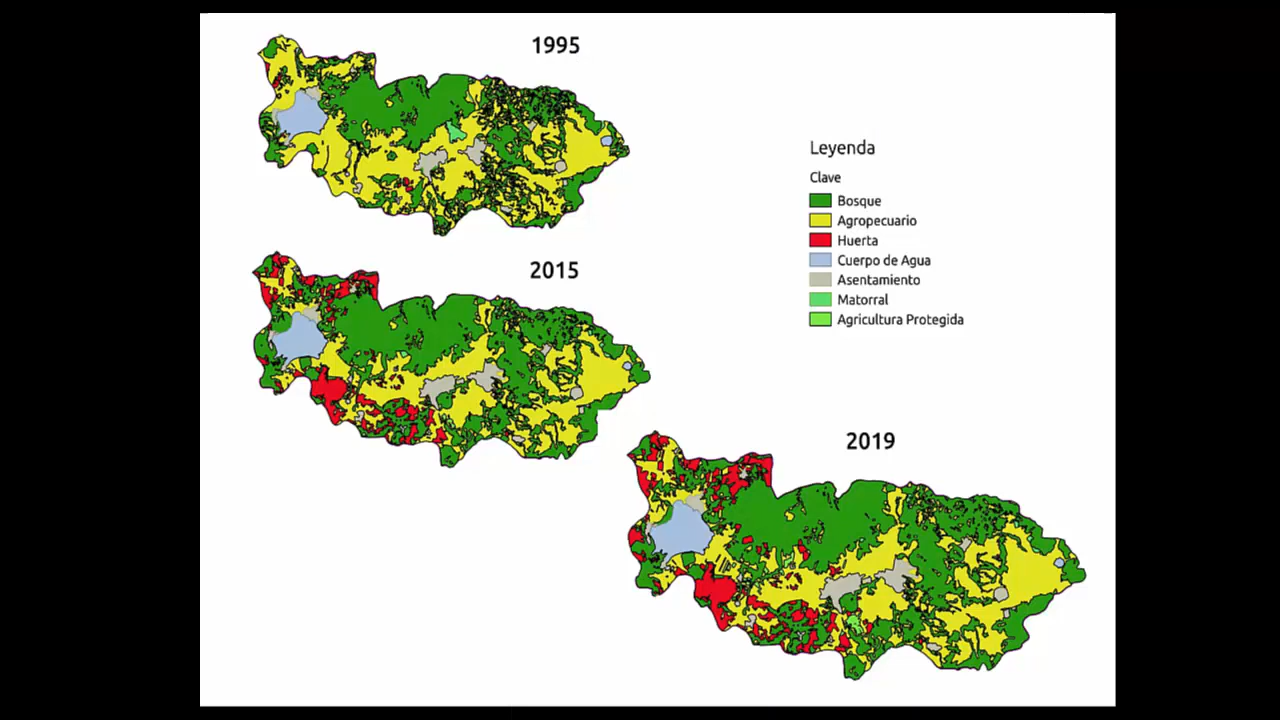 1995
2015
2019
Leyenda
Clave
Bosque
Agropecuario
Huerta
Cuerpo de Agua
Asentamiento
Matorral
Agricultura Protegida